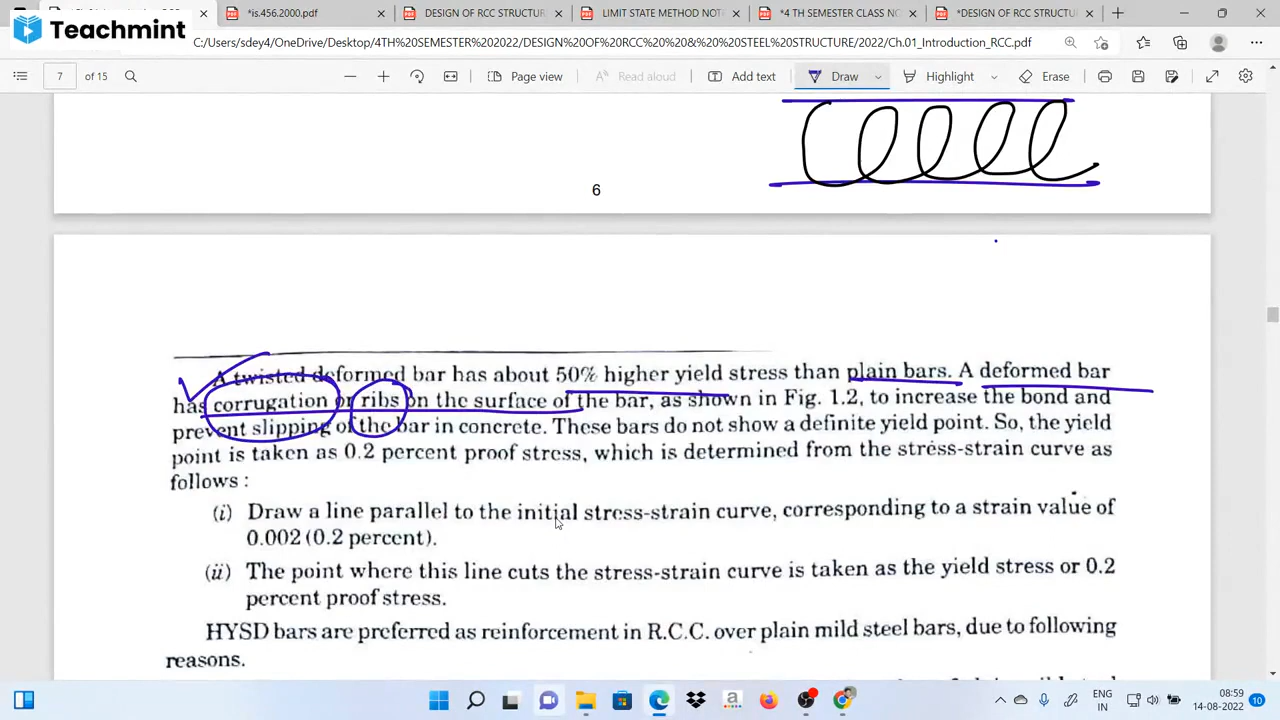 Teachmint
*is.456.2000.pdf
DESIGN
STRUCTURE
LIMIT STATE METHOD NO
*4 TH SEM
2022
*DESIGN OF RCC STRUCTUR
C:/Users/sdey4/OneDrive/Desktop/4TH%20SEMESTER%202022/DESIGN%20OF%20RCC%20%20&%20%20STEEL%20STRUCTURE/2022/Ch.01_Introduction_RCC.pdf
7 of 15
Page view
Read aloud
Add text
Draw
Highlight
Erase
6
A twisted deformed bar has about 50% higher yield stress than plain bars. A deformed bar
has corrugation or ribs on the surface of the bar, as shown in Fig. 1.2, to increase the bond and
prevent slipping of the bar in concrete. These bars do not show a definite yield point. So, the yield
point is taken as 0.2 percent proof stress, which is determined from the stress-strain curve as
follows :
(i) Draw a line parallel to the initial stress-strain curve, corresponding to a strain value of
0.002 (0.2 percent).
(ii) The point where this line cuts the stress-strain curve is taken as the yield stress or 0.2
percent proof stress.
HYSD bars are preferred as reinforcement in R.C.C. over plain mild steel bars, due to following
reasons.
ENG
IN
08:59
14-08-2022
10